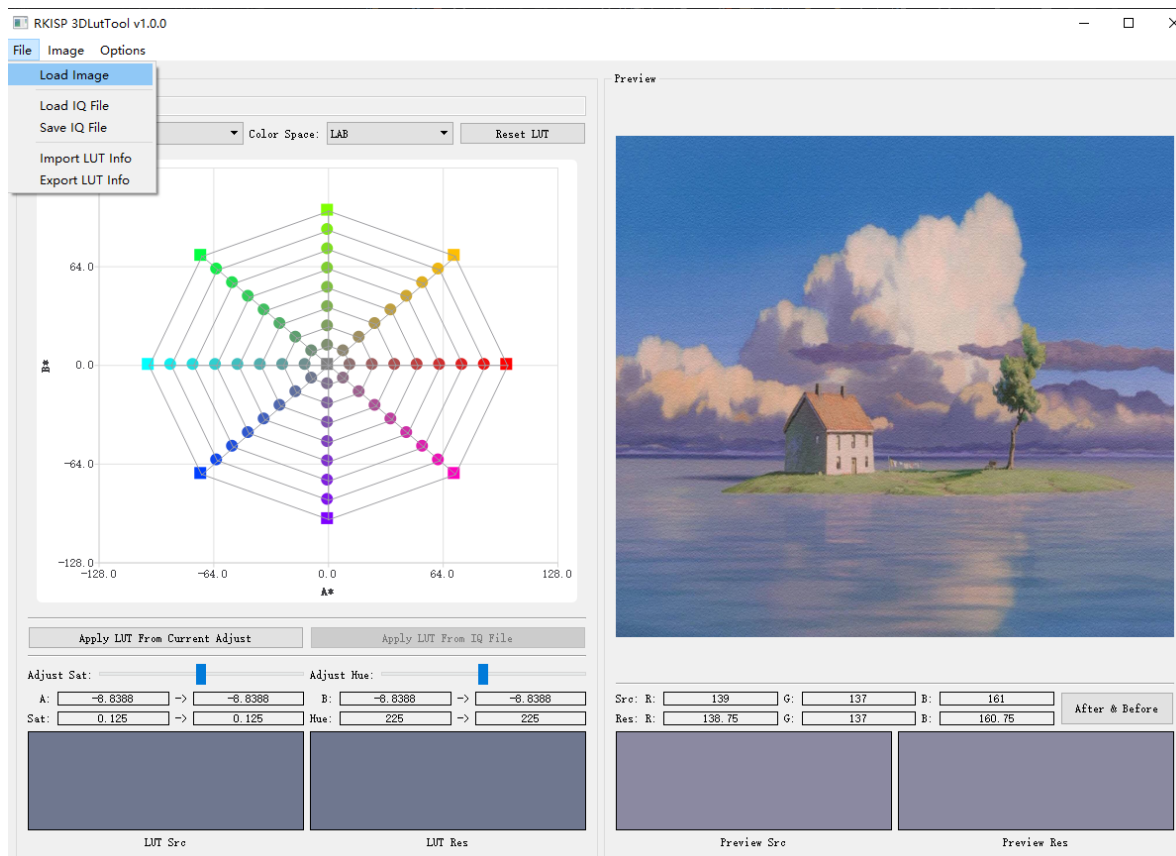 RKISP 3DLutTool v1.0.0
File Image Options
Load Image
Load IQ File
Save IQ File
Import LUT Info
Export LUT Info
Color Space: LAB Reset LUT
64.0
0.0
-64.0
-128.0
B*
-128.0 -64.0 0.0 64.0 128.0
A*
Apply LUT From Current Adjust Apply LUT From IQ File
Adjust Sat: Adjust Hue:
A: -8.8388 -> -8.8388 B: -8.8388 -> -8.8388
Sat: 0.125 -> 0.125 Hue: 225 -> 225
LUT Src LUT Res
Preview
Src: R: 139 G: 137 B: 161
Res: R: 138.75 G: 137 B: 160.75
After & Before
Preview Src Preview Res